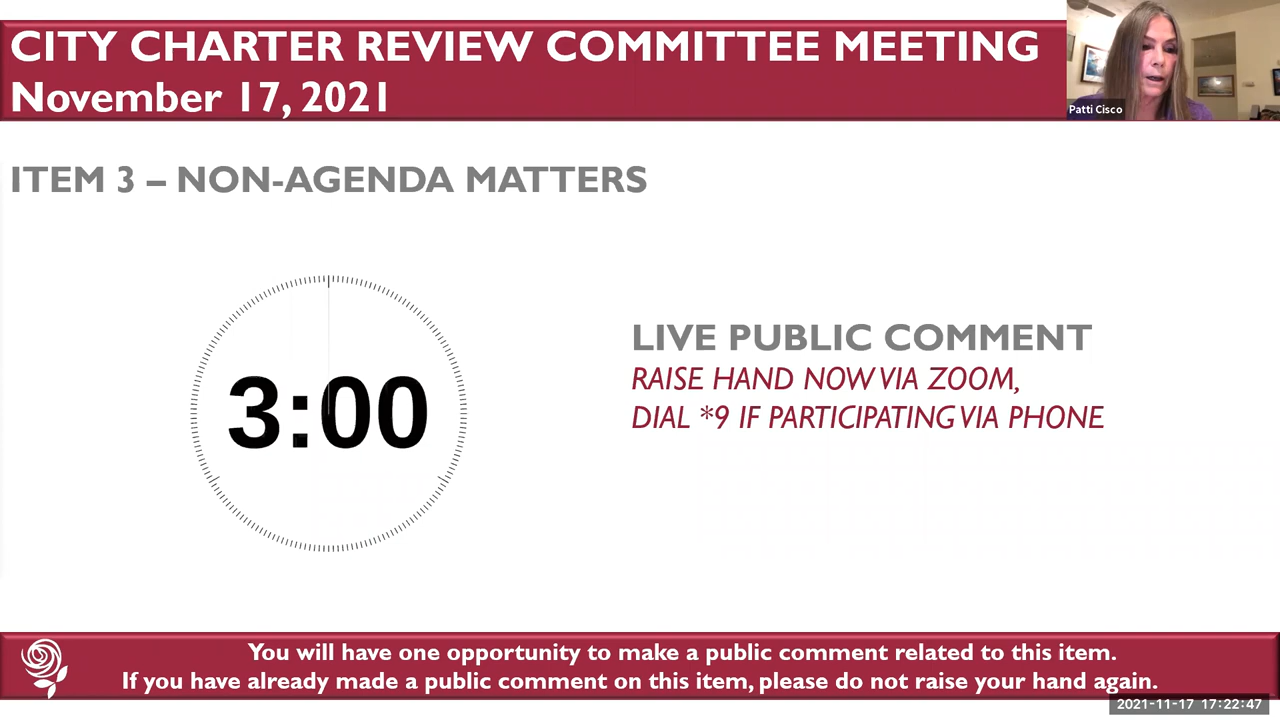 CITY CHARTER REVIEW COMMITTEE MEETING
November 17, 2021
Patti Cisco
ITEM 3 – NON-AGENDA MATTERS
3:00
LIVE PUBLIC COMMENT
RAISE HAND NOW VIA ZOOM,
DIAL *9 IF PARTICIPATING VIA PHONE
You will have one opportunity to make a public comment related to this item.
If you have already made a public comment on this item, please do not raise your hand again.
2021-11-17 17:22:47